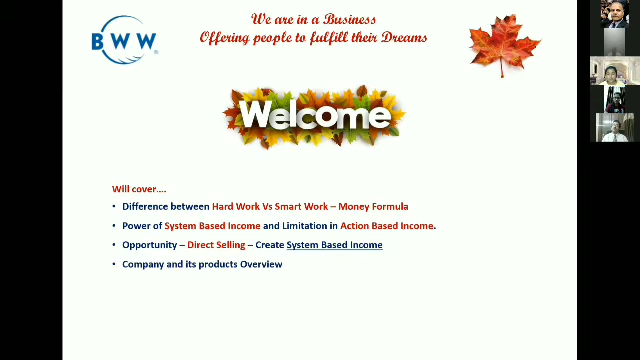 We are in a Business
Offering people to fulfill their Dreams
BWW
Welcome
Will cover....
• Difference between Hard Work Vs Smart Work – Money Formula
• Power of System Based Income and Limitation in Action Based Income.
• Opportunity – Direct Selling – Create System Based Income
• Company and its products Overview